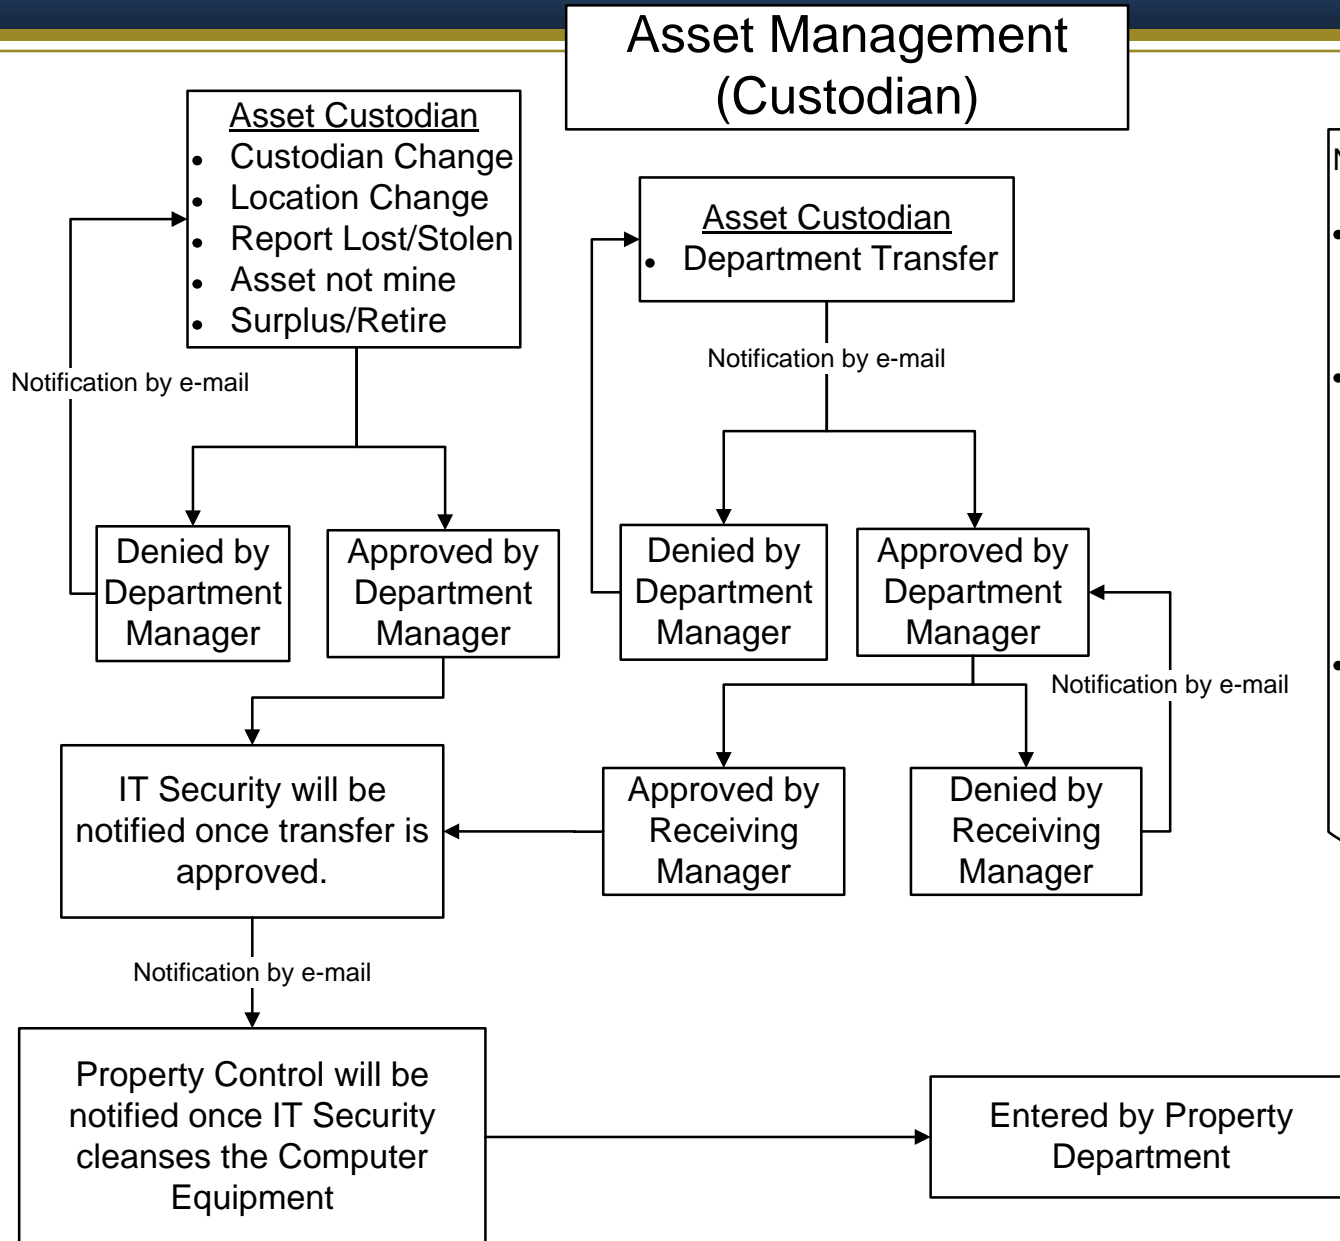 Asset Management
(Custodian)
Asset Custodian
• Custodian Change
• Location Change
• Report Lost/Stolen
• Asset not mine
• Surplus/Retire
Notification by e-mail
Denied by
Department
Manager
Approved by
Department
Manager
Asset Custodian
• Department Transfer
Notification by e-mail
Denied by
Department
Manager
Approved by
Department
Manager
Notification by e-mail
Approved by
Receiving
Manager
Denied by
Receiving
Manager
IT Security will be
notified once transfer is
approved.
Notification by e-mail
Property Control will be
notified once IT Security
cleanses the Computer
Equipment
Entered by Property
Department